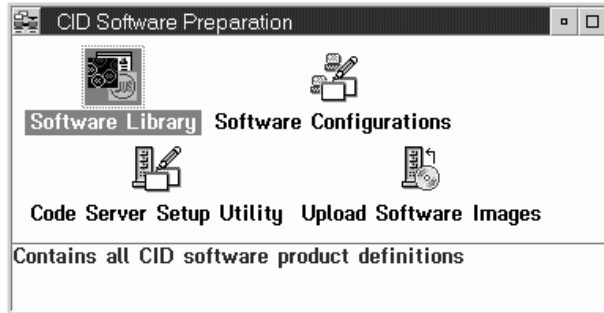 CID Software Preparation
Software Library Software Configurations
Code Server Setup Utility Upload Software Images
Contains all CID software product definitions